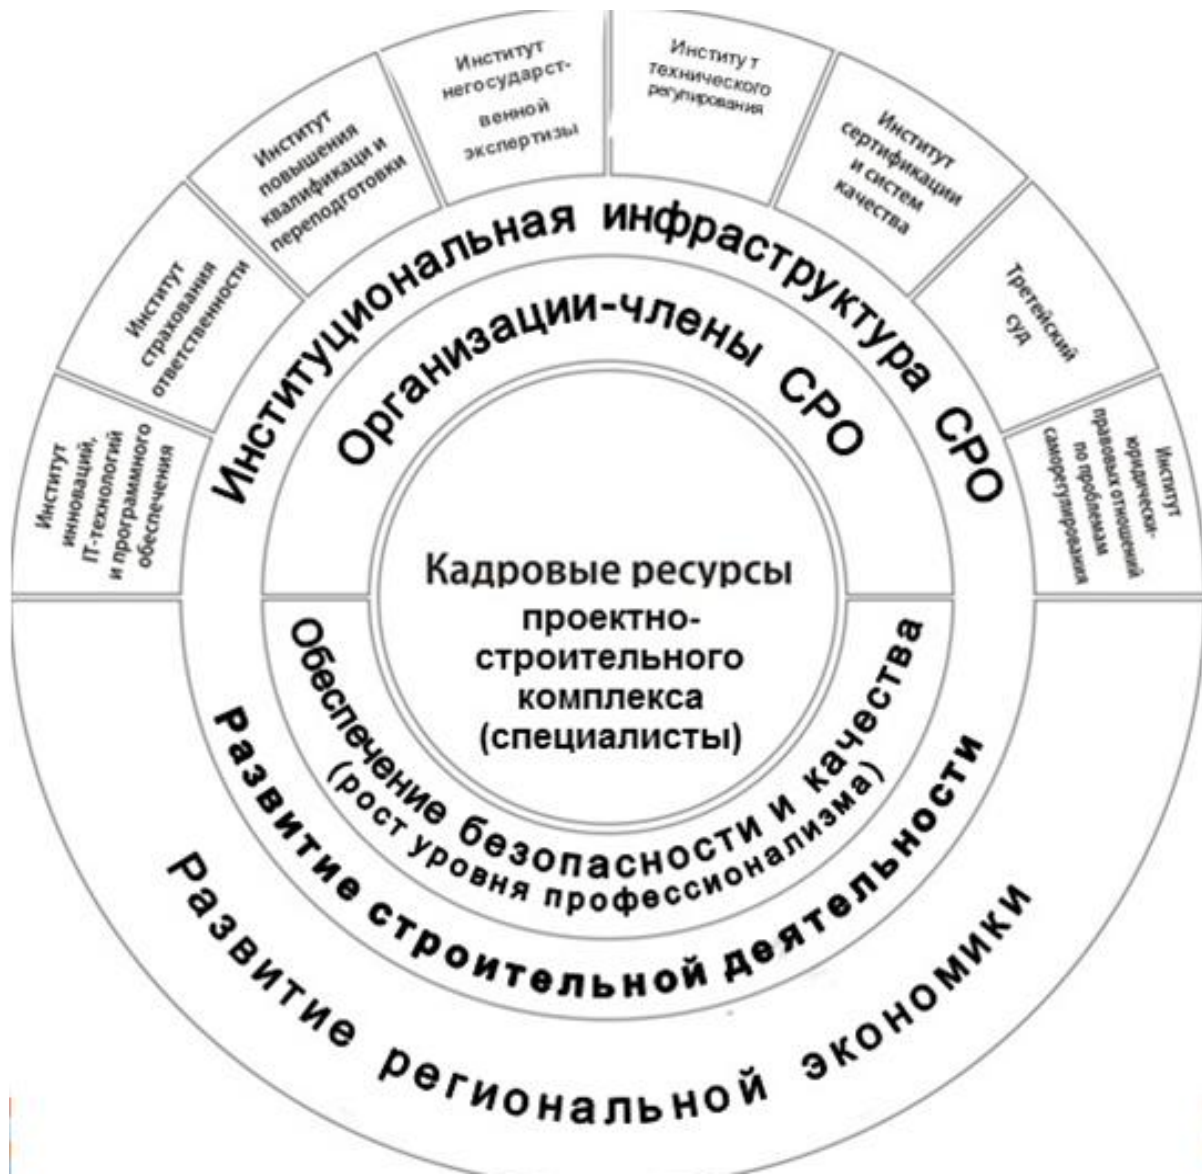 Институт
инноваций,
IT-технологий
и программного
обеспечения
Институт
страхования
ответственности
Институт
повышения
квалификаци и
переподготовки
Институт
негосударст-
венной
экспертизы
Институт
технического
регулирования
Институт
сертификации
и систем
качества
Третейский
суд
Институт
юридически-
правовых отношений
по проблемам
саморегулирования
Институциональная инфраструктура СРО
Организации-члены СРО
Кадровые ресурсы
проектно-
строительного
комплекса
(специалисты)
Обеспечение безопасности и качества
(рост уровня профессионализма)
Развитие строительной деятельности
Развитие региональной экономики